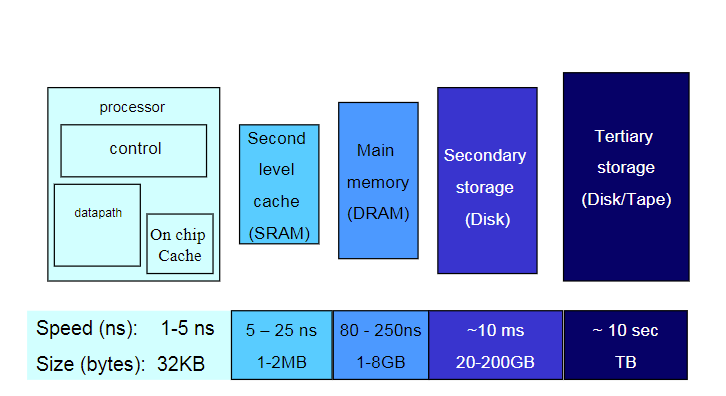 processor
control
datapath
On chip
Cache
Second
level
cache
(SRAM)
Main
memory
(DRAM)
Secondary
storage
(Disk)
Tertiary
storage
(Disk/Tape)
Speed (ns): 1-5 ns 5 – 25 ns 80 - 250ns ~10 ms ~ 10 sec
Size (bytes): 32KB 1-2MB 1-8GB 20-200GB TB